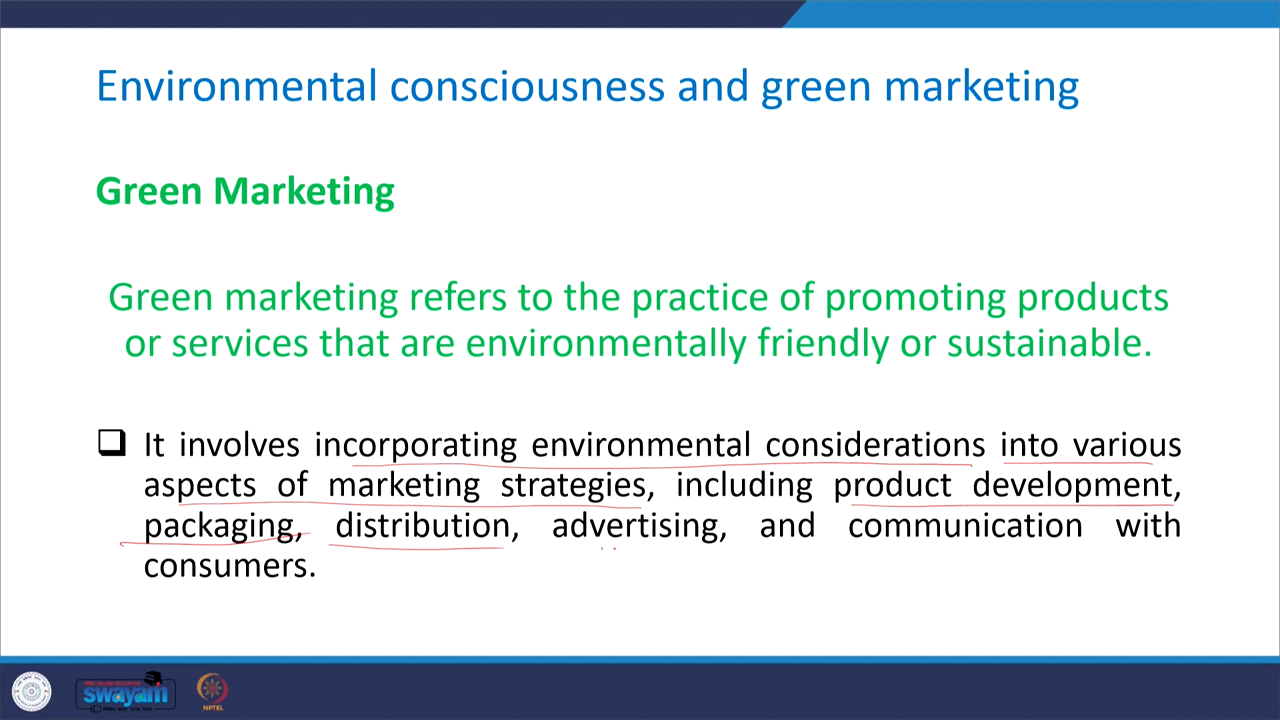 Environmental consciousness and green marketing
Green Marketing
Green marketing refers to the practice of promoting products
or services that are environmentally friendly or sustainable.
It involves incorporating environmental considerations into various
aspects of marketing strategies, including product development,
packaging, distribution, advertising, and communication with
consumers.
swayam
NPTEL